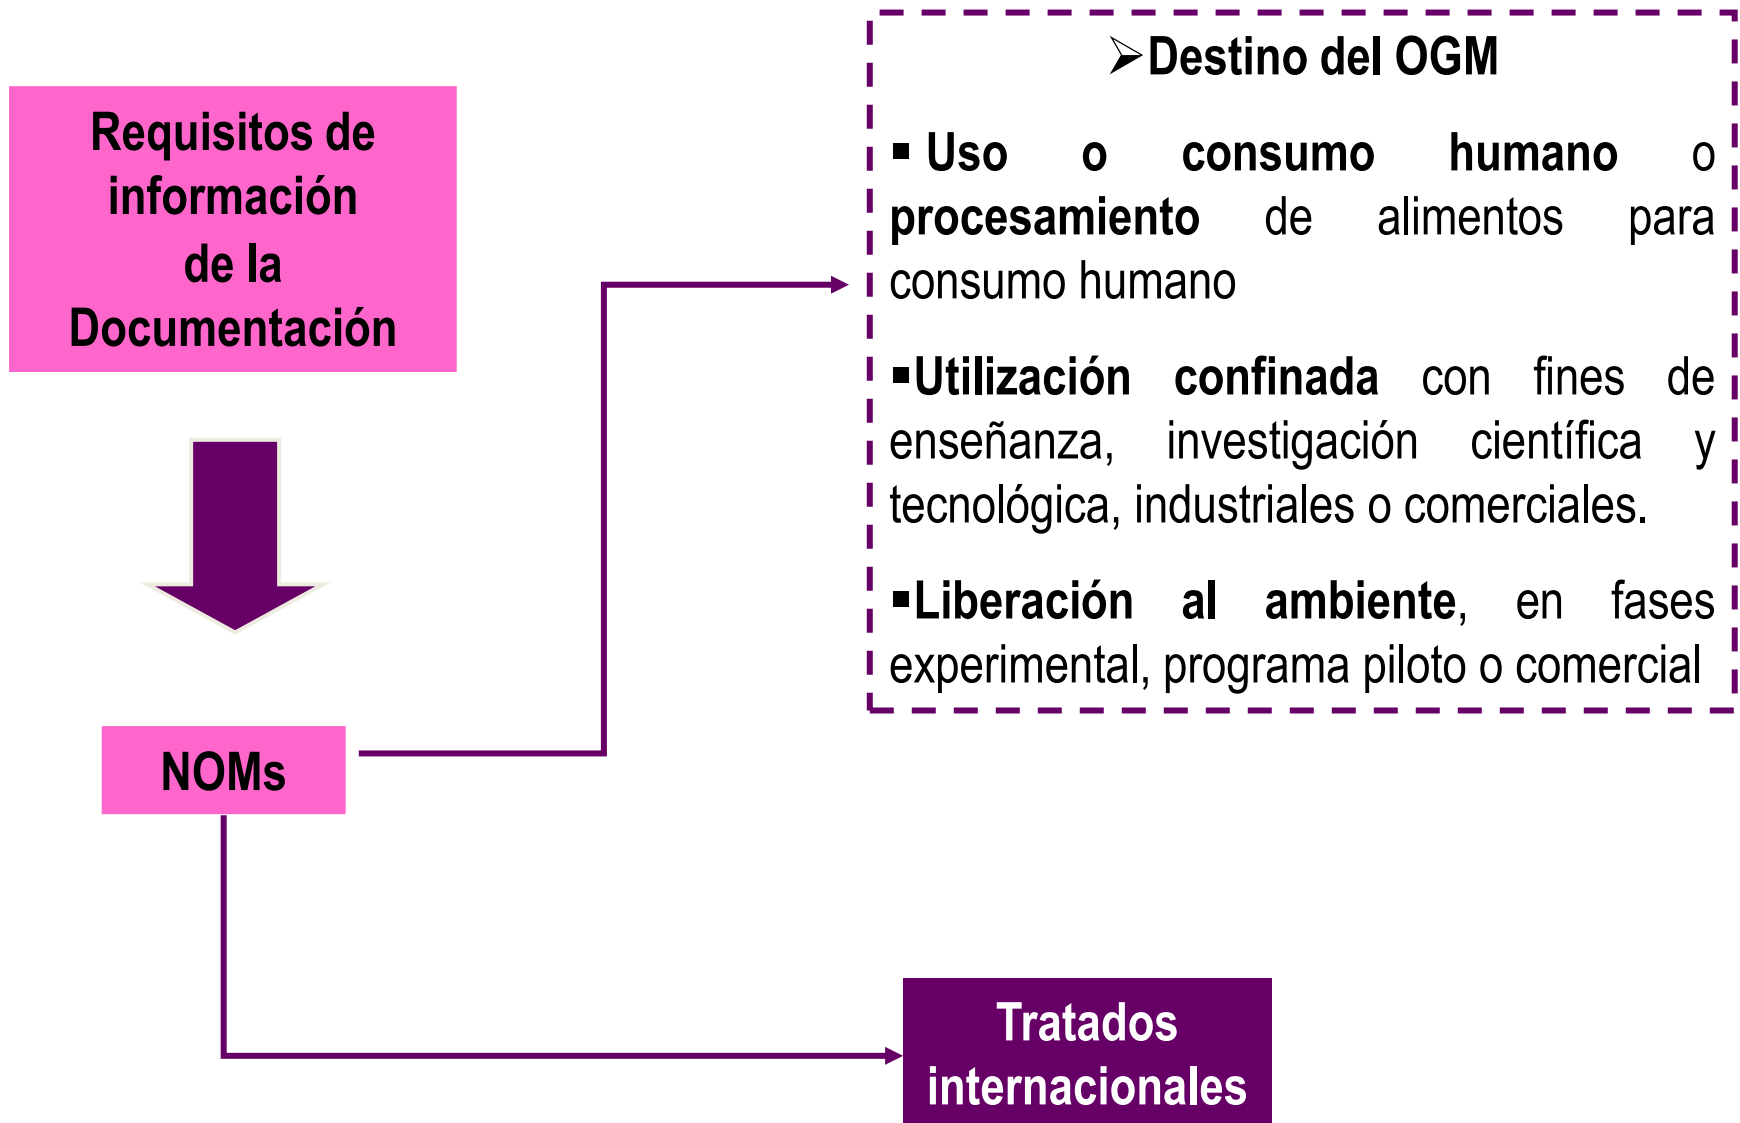 Requisitos de
información
de la
Documentación
NOMs
➢Destino del OGM
▪ Uso o consumo humano o
procesamiento de alimentos para
consumo humano
▪Utilización confinada con fines de
enseñanza, investigación científica y
tecnológica, industriales o comerciales.
▪Liberación al ambiente, en fases
experimental, programa piloto o comercial
Tratados
internacionales